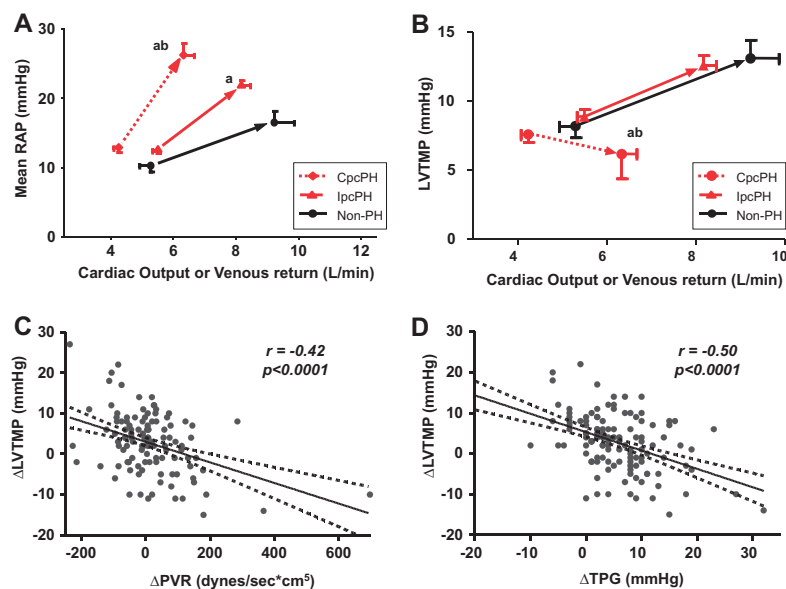 A
Mean RAP (mmHg)
30
20
10
0
ab
a
CpcPH
IpcPH
Non-PH
4
6
8
10
12
Cardiac Output or Venous return (L/min)
B
LVTMP (mmHg)
15
10
5
0
ab
CpcPH
IpcPH
Non-PH
4
6
8
10
Cardiac Output or Venous return (L/min)
C
ΔLVTMP (mmHg)
30
20
10
0
-10
-20
r = -0.42
p<0.0001
-200
0
200
400
600
ΔPVR (dynes/sec*cm⁵)
D
ΔLVTMP (mmHg)
30
20
10
0
-10
-20
r = -0.50
p<0.0001
-20
-10
0
10
20
30
ΔTPG (mmHg)